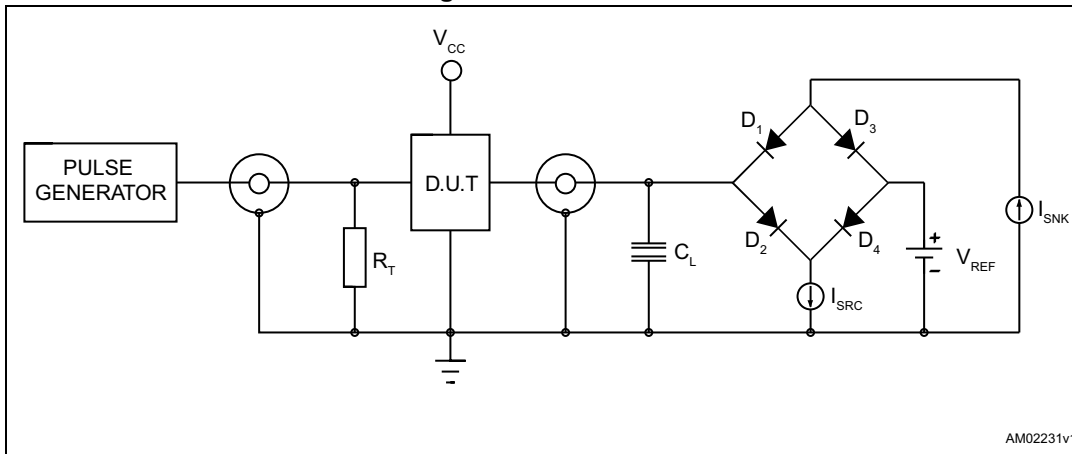 V_CC
PULSE
GENERATOR
D.U.T
R_T
C_L
D_1
D_3
D_2
D_4
I_SRC
+
-
V_REF
I_SNK
AM02231v1